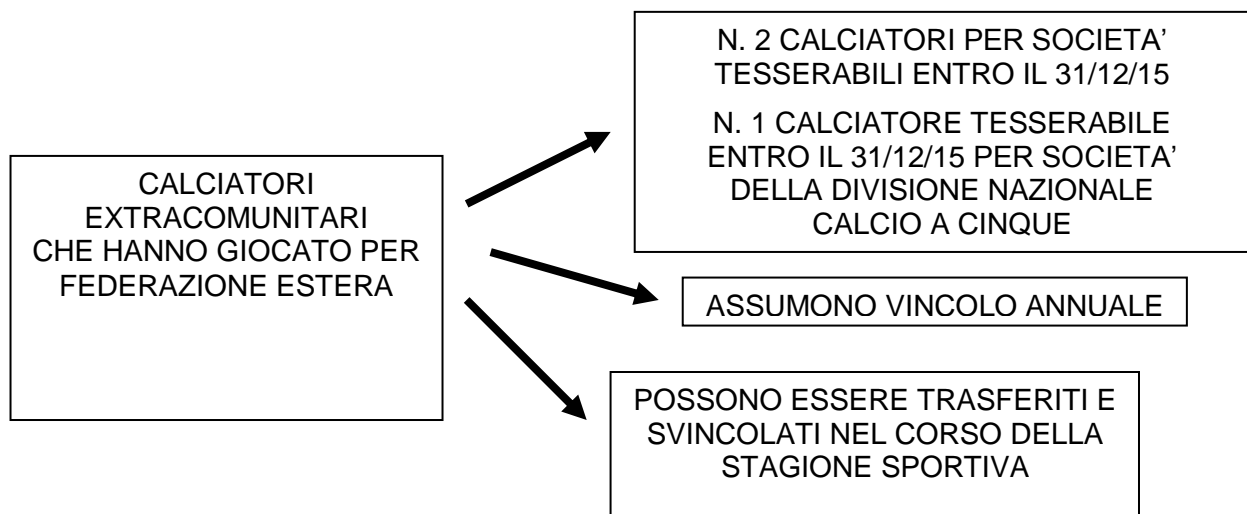 CALCIATORI
EXTRACOMUNITARI
CHE HANNO GIOCATO PER
FEDERAZIONE ESTERA
N. 2 CALCIATORI PER SOCIETA’
TESSERABILI ENTRO IL 31/12/15
N. 1 CALCIATORE TESSERABILE
ENTRO IL 31/12/15 PER SOCIETA’
DELLA DIVISIONE NAZIONALE
CALCIO A CINQUE
ASSUMONO VINCOLO ANNUALE
POSSONO ESSERE TRASFERITI E
SVINCOLATI NEL CORSO DELLA
STAGIONE SPORTIVA